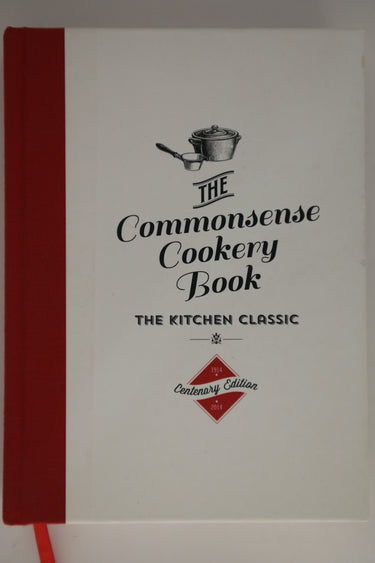 THE
Commonsense
Cookery
Book
THE KITCHEN CLASSIC
1914
Centenary Edition
2014